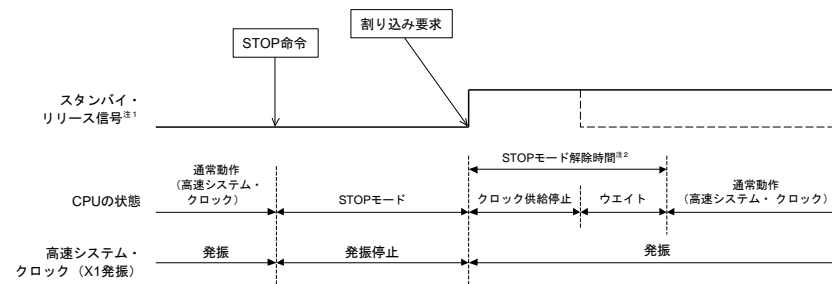 割り込み要求
STOP命令
スタンバイ・
リリース信号注1
STOPモード解除時間注2
通常動作
(高速システム・
クロック)
CPUの状態
STOPモード
クロック供給停止
ウエイト
通常動作
(高速システム・ クロック)
高速システム・
クロック (X1発振)
発振
発振停止
発振